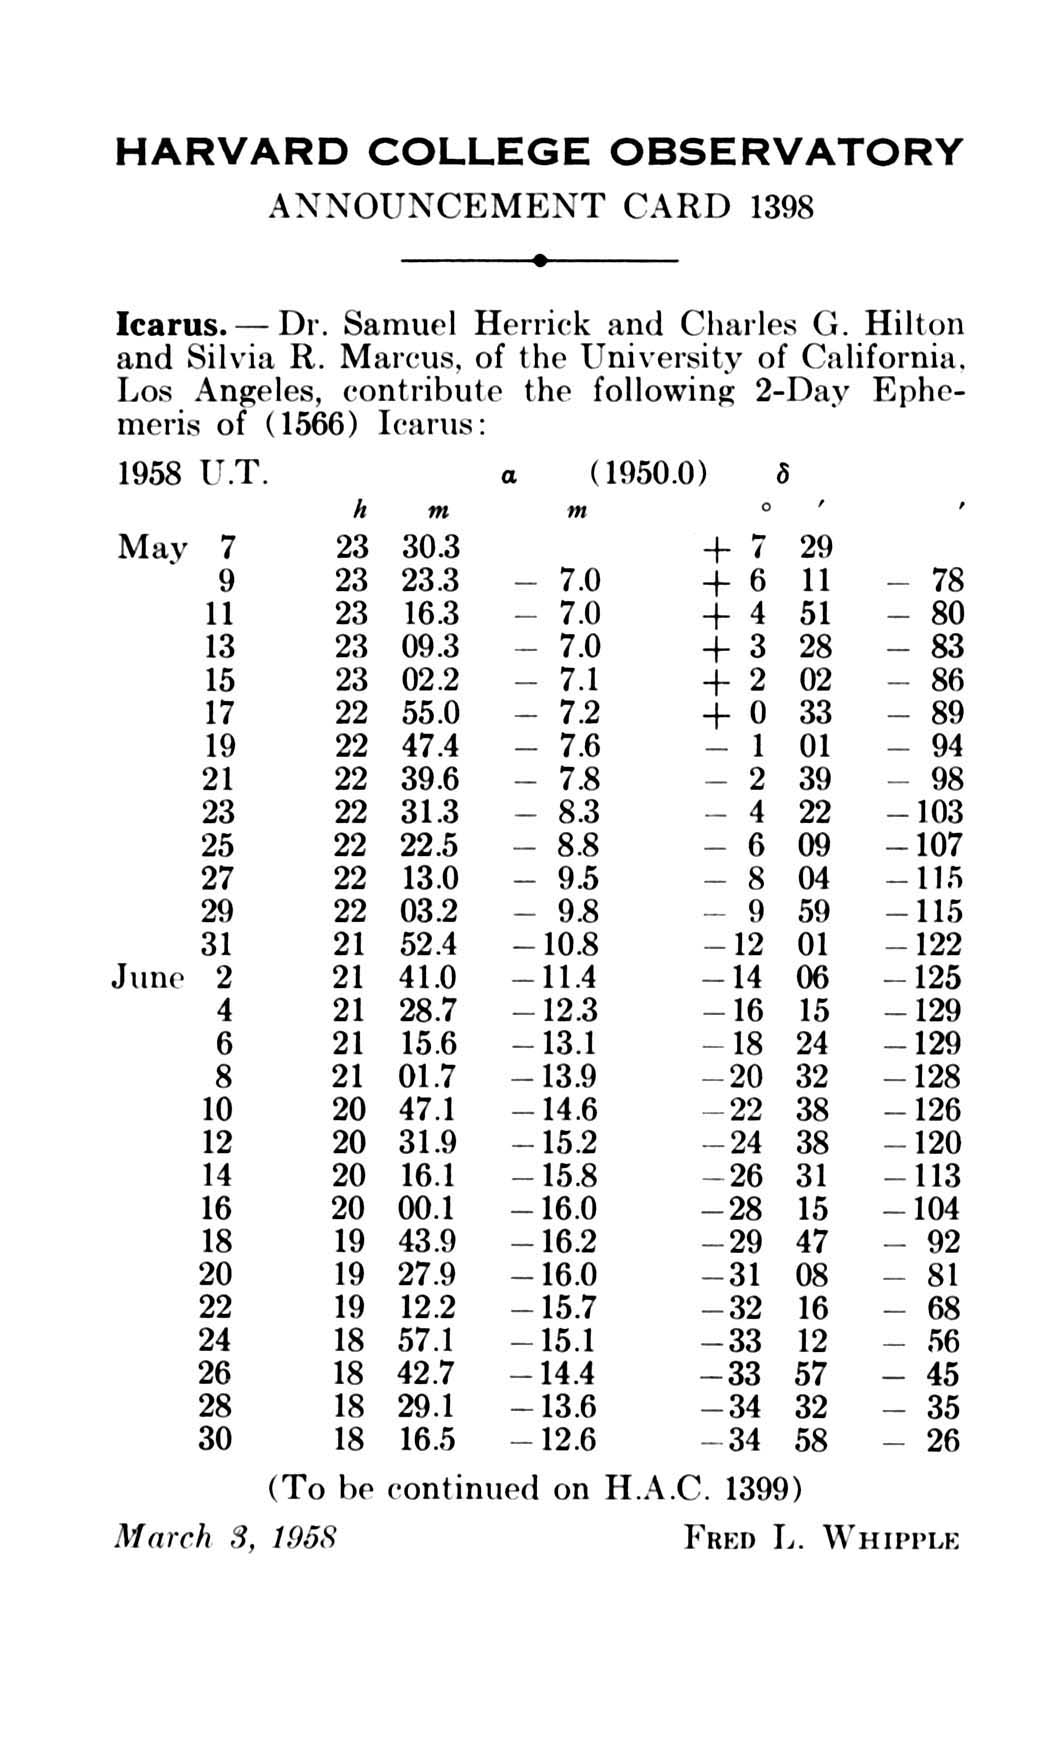 HARVARD COLLEGE OBSERVATORY
ANNOUNCEMENT CARD 1398
Icarus. — Dr. Samuel Herrick and Charles G. Hilton
and Silvia R. Marcus, of the University of California,
Los Angeles, contribute the following 2-Day Ephe-
meris of (1566) Icarus:
1958 U.T. α (1950.0) δ
h m m ° ′ ′
May 7 23 30.3 + 7 29
9 23 23.3 — 7.0 + 6 11 — 78
11 23 16.3 — 7.0 + 4 51 — 80
13 23 09.3 — 7.0 + 3 28 — 83
15 23 02.2 — 7.1 + 2 02 — 86
17 22 55.0 — 7.2 + 0 33 — 89
19 22 47.4 — 7.6 — 1 01 — 94
21 22 39.6 — 7.8 — 2 39 — 98
23 22 31.3 — 8.3 — 4 22 —103
25 22 22.5 — 8.8 — 6 09 —107
27 22 13.0 — 9.5 — 8 04 —115
29 22 03.2 — 9.8 — 9 59 —115
31 21 52.4 —10.8 —12 01 —122
June 2 21 41.0 —11.4 —14 06 —125
4 21 28.7 —12.3 —16 15 —129
6 21 15.6 —13.1 —18 24 —129
8 21 01.7 —13.9 —20 32 —128
10 20 47.1 —14.6 —22 38 —126
12 20 31.9 —15.2 —24 38 —120
14 20 16.1 —15.8 —26 31 —113
16 20 00.1 —16.0 —28 15 —104
18 19 43.9 —16.2 —29 47 — 92
20 19 27.9 —16.0 —31 08 — 81
22 19 12.2 —15.7 —32 16 — 68
24 18 57.1 —15.1 —33 12 — 56
26 18 42.7 —14.4 —33 57 — 45
28 18 29.1 —13.6 —34 32 — 35
30 18 16.5 —12.6 —34 58 — 26
(To be continued on H.A.C. 1399)
March 3, 1958 FRED L. WHIPPLE